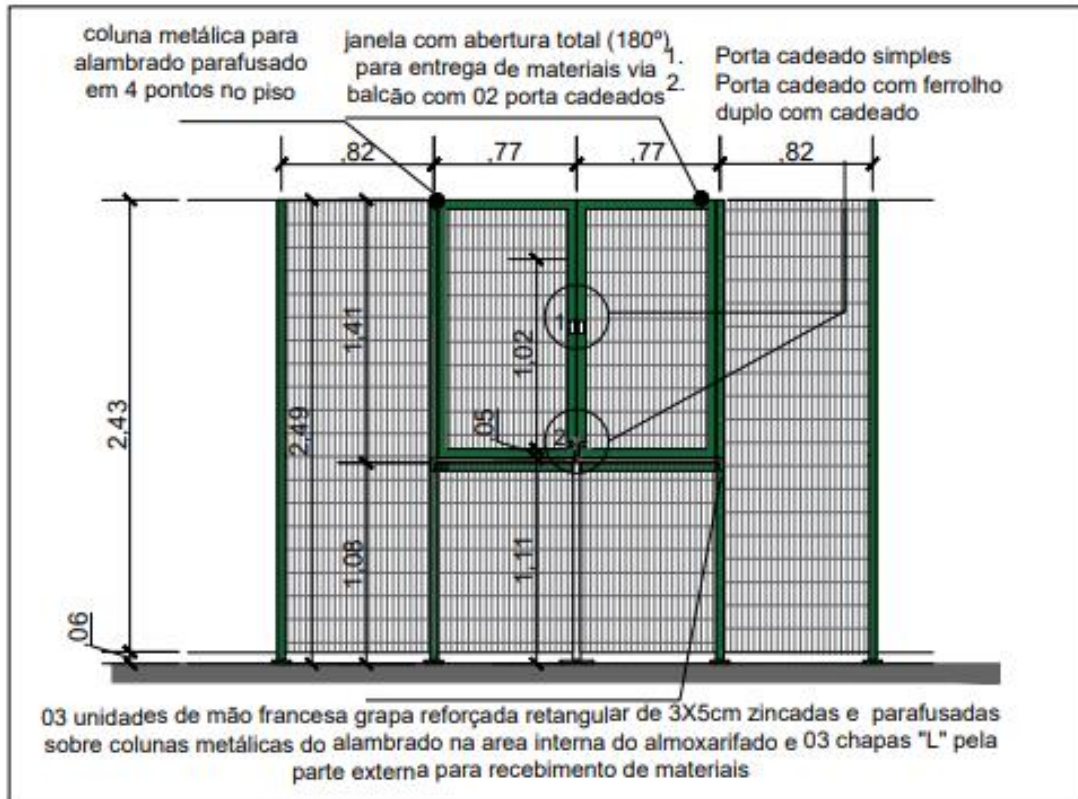 coluna metálica para
alambrado parafusado
em 4 pontos no piso
janela com abertura total (180º)
para entrega de materiais via
balcão com 02 porta cadeados
1. Porta cadeado simples
2. Porta cadeado com ferrolho
duplo com cadeado
,82
,77
,77
,82
2,43
2,49
1,41
1,02
,05
1,08
1,11
,06
1
2
03 unidades de mão francesa grapa reforçada retangular de 3X5cm zincadas e parafusadas
sobre colunas metálicas do alambrado na area interna do almoxarifado e 03 chapas "L" pela
parte externa para recebimento de materiais